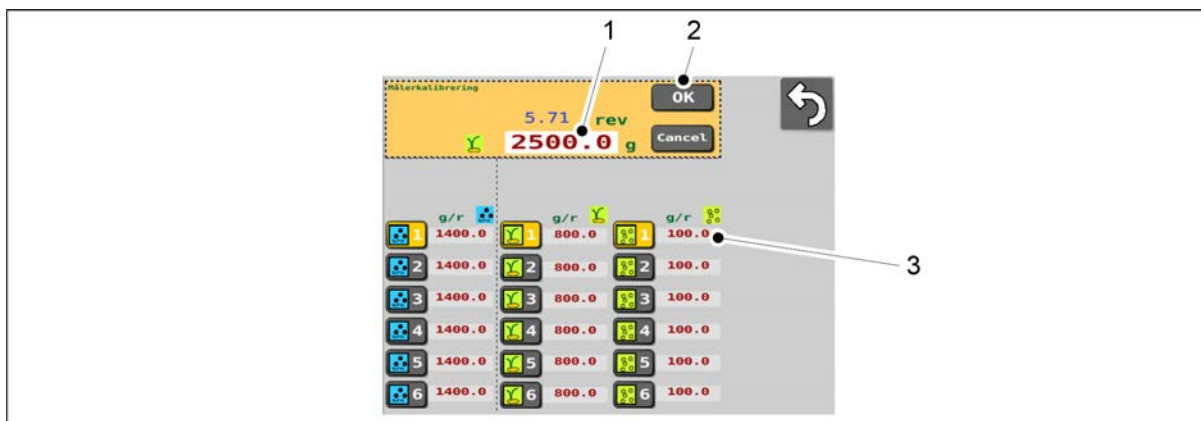 1 2
Målerkalibrering
OK
5.71 rev
2500.0 g Cancel
g/r g/r g/r
1 1400.0 1 800.0 1 100.0
3
2 1400.0 2 800.0 2 100.0
3 1400.0 3 800.0 3 100.0
4 1400.0 4 800.0 4 100.0
5 1400.0 5 800.0 5 100.0
6 1400.0 6 800.0 6 100.0